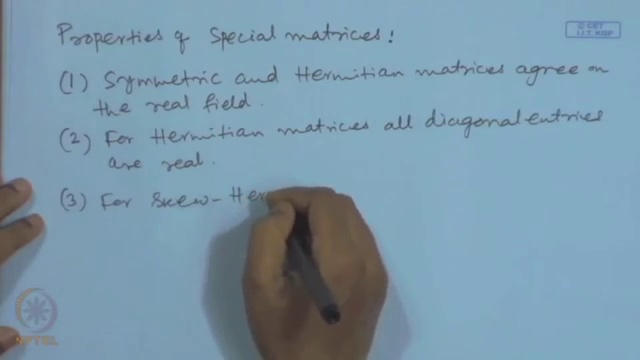 © CET
I.I.T. KGP
Properties of Special matrices:
(1) Symmetric and Hermitian matrices agree on
the real field.
(2) For Hermitian matrices all diagonal entries
are real.
(3) For Skew-Her
NPTEL